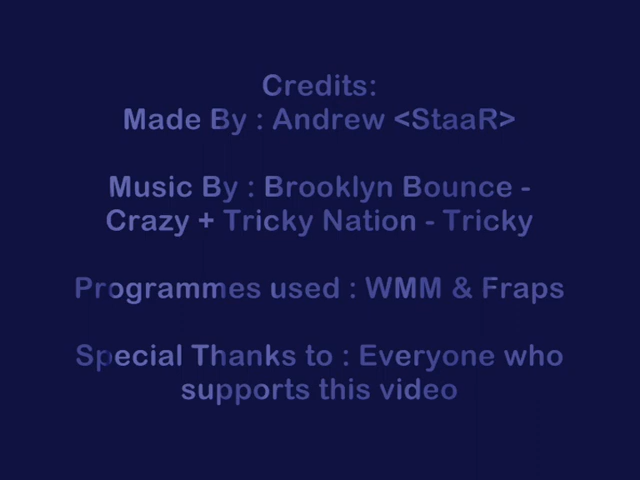 Credits:
Made By : Andrew <StaaR>
Music By : Brooklyn Bounce -
Crazy + Tricky Nation - Tricky
Programmes used : WMM & Fraps
Special Thanks to : Everyone who
supports this video